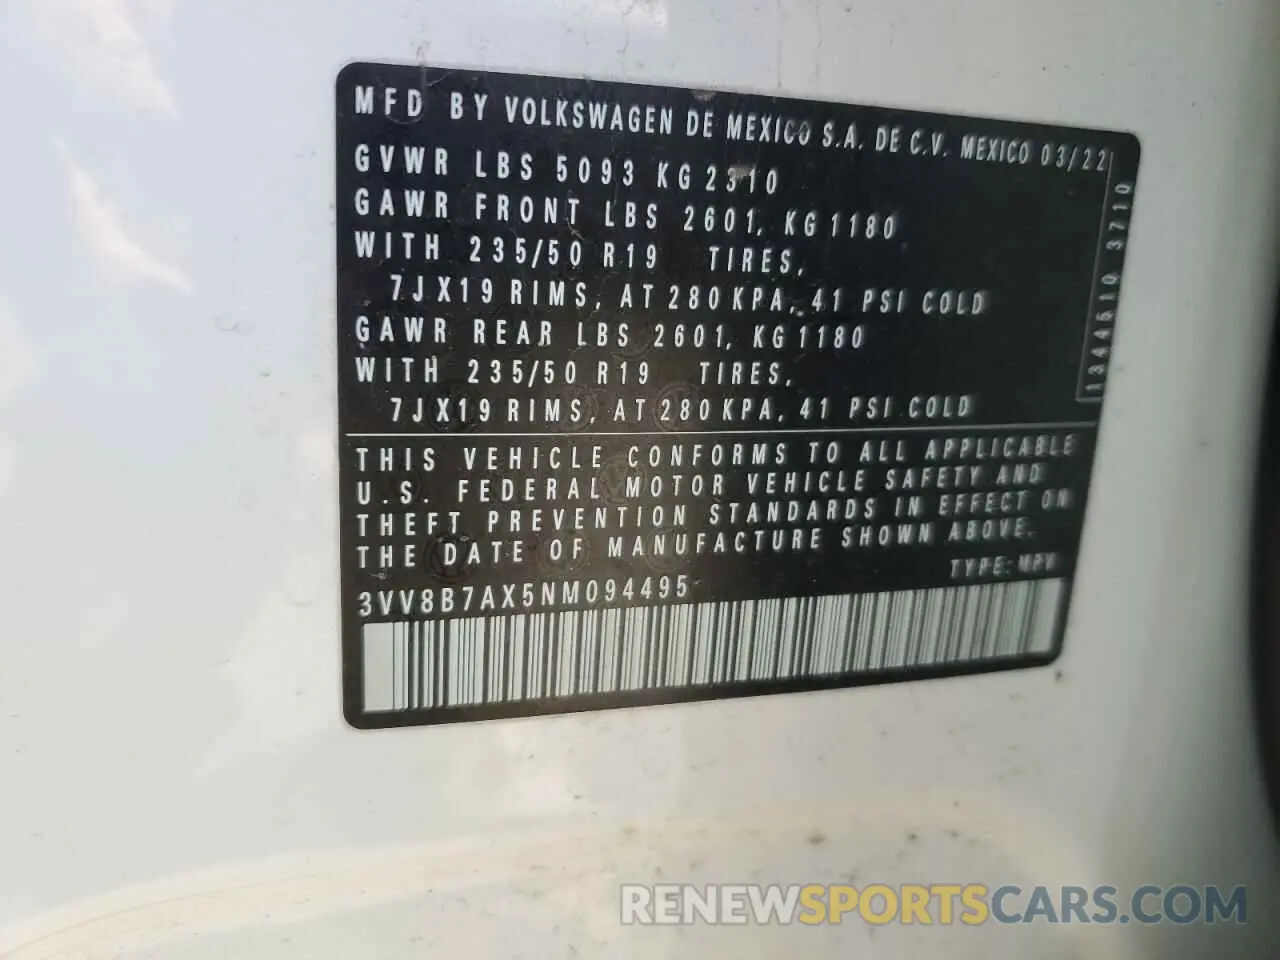 MFD BY VOLKSWAGEN DE MEXICO S.A. DE C.V. MEXICO 03/22
GVWR LBS 5093 KG 2310
GAWR FRONT LBS 2601, KG 1180
WITH 235/50 R19 TIRES,
7JX19 RIMS, AT 280 KPA, 41 PSI COLD
GAWR REAR LBS 2601, KG 1180
WITH 235/50 R19 TIRES,
7JX19 RIMS, AT 280 KPA, 41 PSI COLD
1344510 3710
THIS VEHICLE CONFORMS TO ALL APPLICABLE
U.S. FEDERAL MOTOR VEHICLE SAFETY AND
THEFT PREVENTION STANDARDS IN EFFECT ON
THE DATE OF MANUFACTURE SHOWN ABOVE.
TYPE: MPV
3VV8B7AX5NM094495
RENEWSPORTSCARS.COM